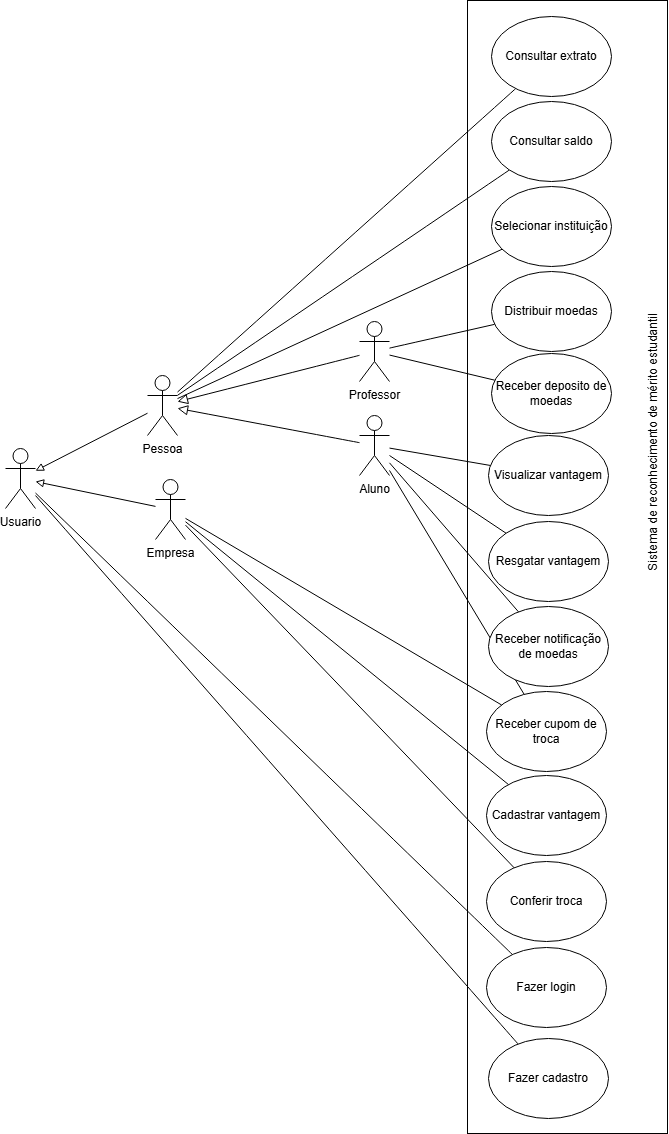 Consultar extrato
Consultar saldo
Selecionar instituição
Distribuir moedas
Professor
Receber deposito de
moedas
Pessoa
Aluno
Visualizar vantagem
Usuario
Empresa
Resgatar vantagem
Receber notificação
de moedas
Receber cupom de
troca
Cadastrar vantagem
Conferir troca
Fazer login
Fazer cadastro
Sistema de reconhecimento de mérito estudantil